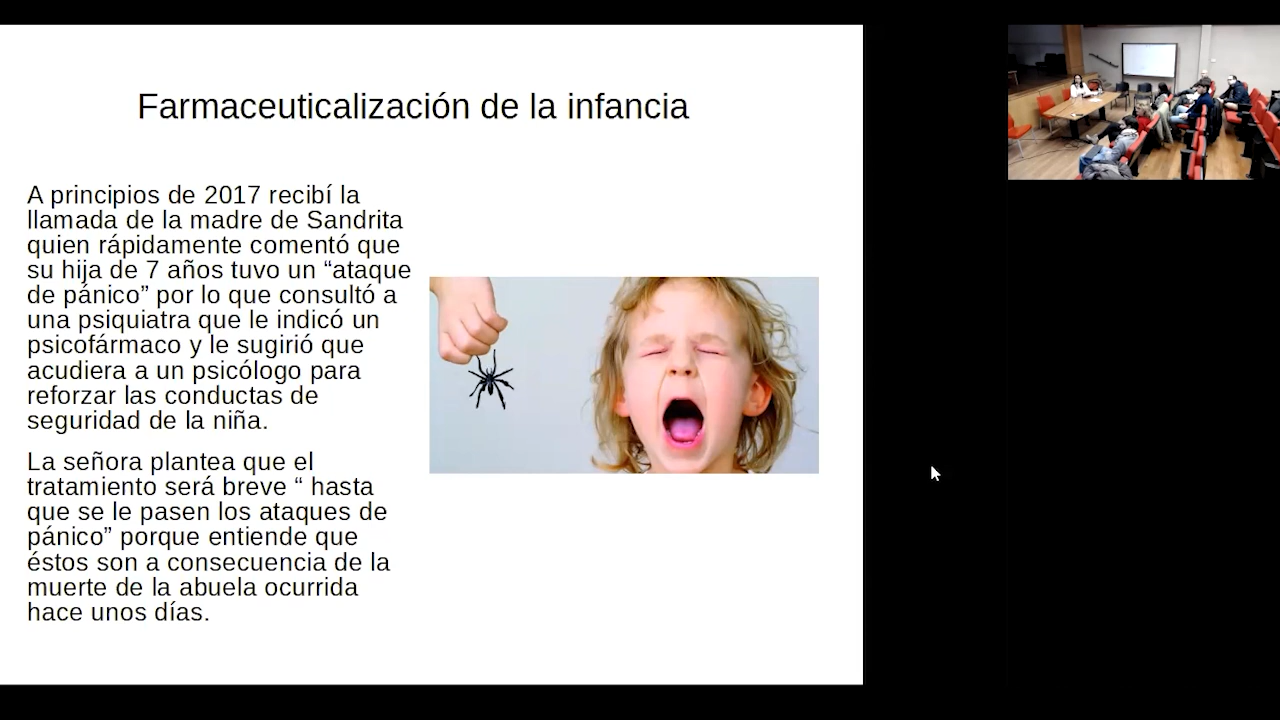 Farmaceuticalización de la infancia
A principios de 2017 recibí la
llamada de la madre de Sandrita
quien rápidamente comentó que
su hija de 7 años tuvo un “ataque
de pánico” por lo que consultó a
una psiquiatra que le indicó un
psicofármaco y le sugirió que
acudiera a un psicólogo para
reforzar las conductas de
seguridad de la niña.
La señora plantea que el
tratamiento será breve “ hasta
que se le pasen los ataques de
pánico” porque entiende que
éstos son a consecuencia de la
muerte de la abuela ocurrida
hace unos días.